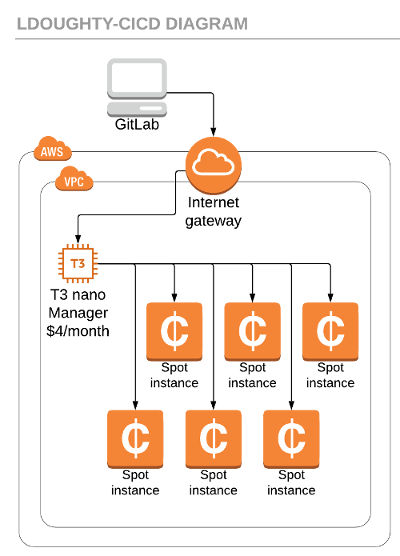 LDOUGHTY-CICD DIAGRAM
GitLab
AWS
VPC
Internet
gateway
T3
T3 nano
Manager
$4/month
Spot
instance
Spot
instance
Spot
instance
Spot
instance
Spot
instance
Spot
instance